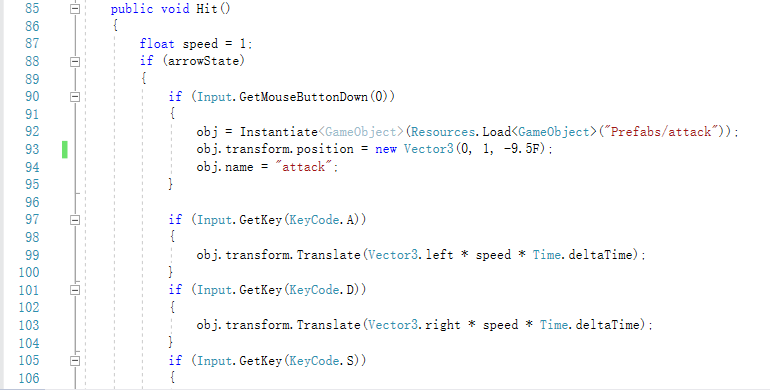 85 public void Hit()
86 {
87 float speed = 1;
88 if (arrowState)
89 {
90 if (Input.GetMouseButtonDown(0))
91 {
92 obj = Instantiate<GameObject>(Resources.Load<GameObject>("Prefabs/attack"));
93 obj.transform.position = new Vector3(0, 1, -9.5F);
94 obj.name = "attack";
95 }
96
97 if (Input.GetKey(KeyCode.A))
98 {
99 obj.transform.Translate(Vector3.left * speed * Time.deltaTime);
100 }
101 if (Input.GetKey(KeyCode.D))
102 {
103 obj.transform.Translate(Vector3.right * speed * Time.deltaTime);
104 }
105 if (Input.GetKey(KeyCode.S))
106 {